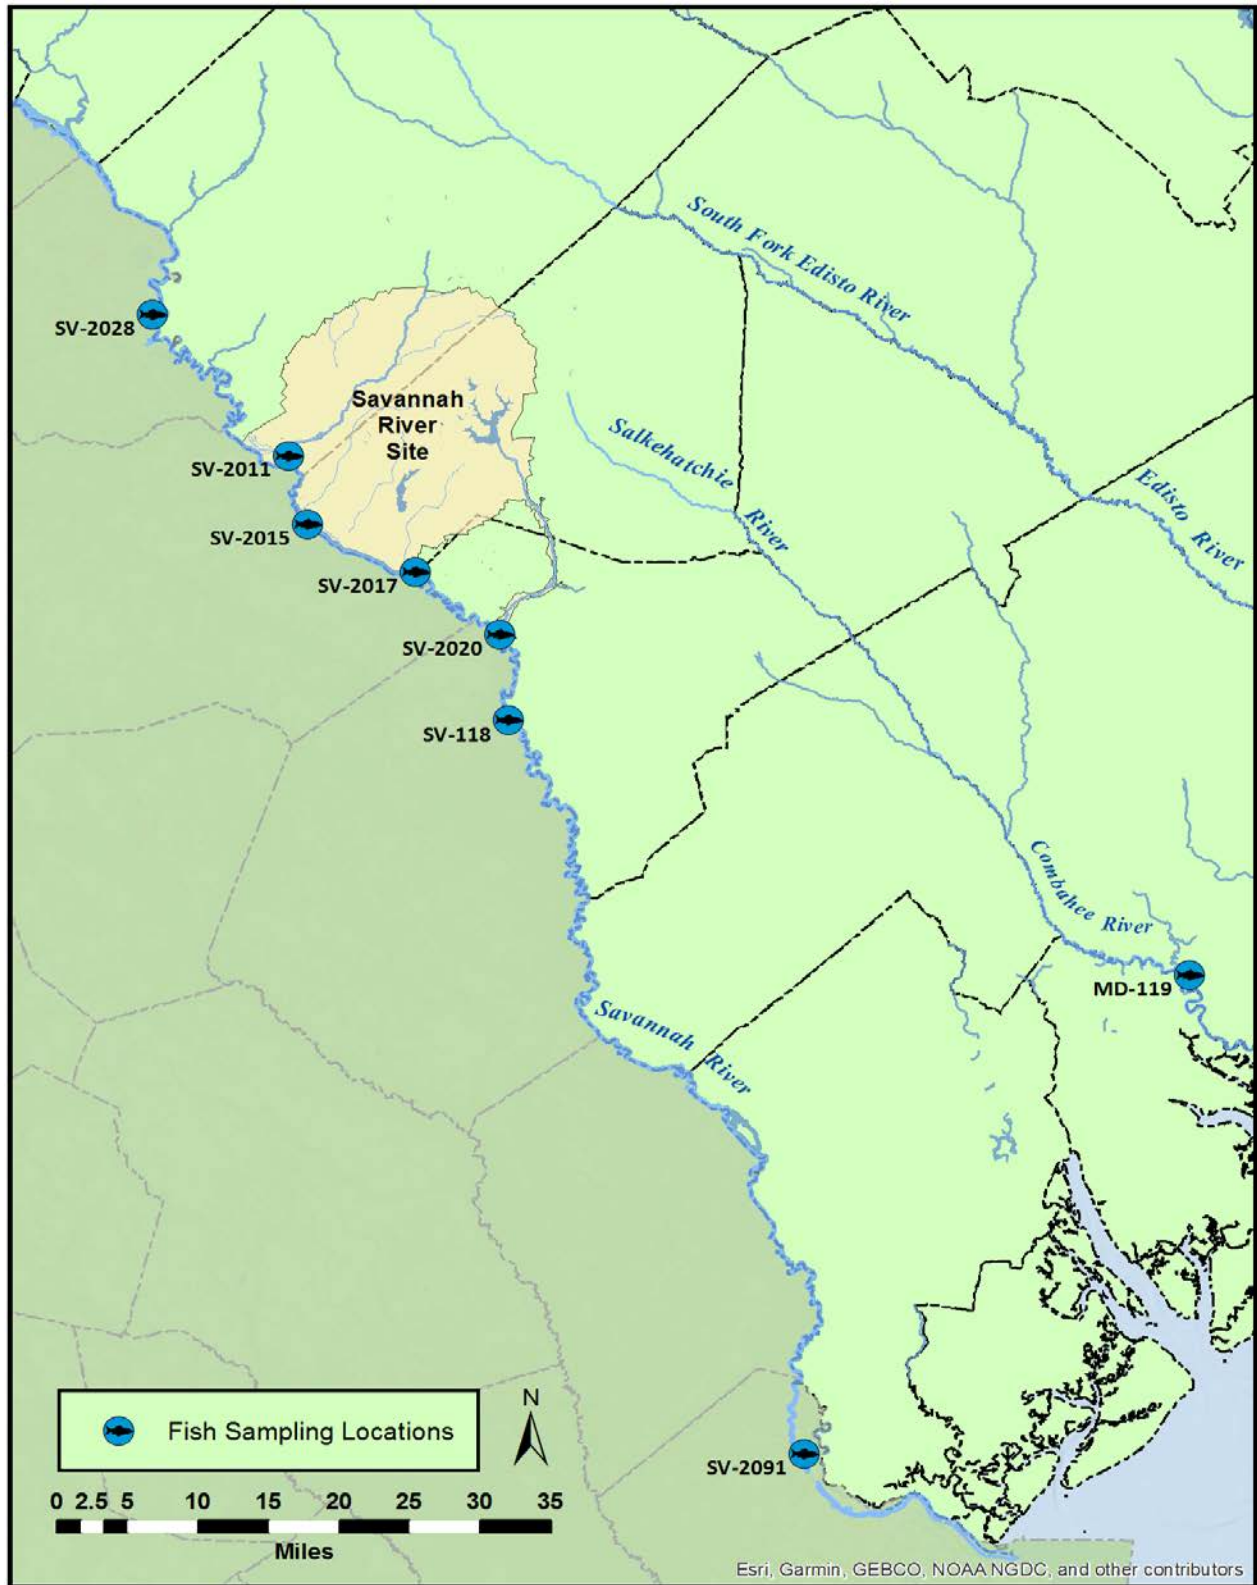 South Fork Edisto River
SV-2028
Savannah
River
Site
Salkehatchie
River
SV-2011
Edisto
River
SV-2015
SV-2017
SV-2020
SV-118
Combahee River
MD-119
Savannah River
Fish Sampling Locations
N
SV-2091
0 2.5 5 10 15 20 25 30 35
Miles
Esri, Garmin, GEBCO, NOAA NGDC, and other contributors